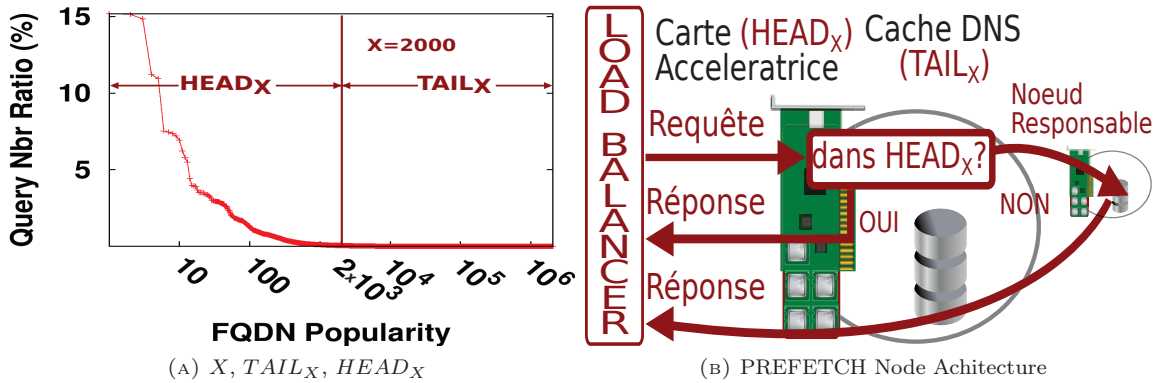 Query Nbr Ratio (%)
15
10
5
X=2000
HEADX
TAILX
10
100
2×103
104
105
106
FQDN Popularity
(A) X, TAILX, HEADX
LOAD BALANCER
Carte (HEADX)
Acceleratrice
Cache DNS
(TAILX)
Noeud
Responsable
Requête
dans HEADX?
Réponse
OUI
NON
Réponse
(B) PREFETCH Node Achitecture